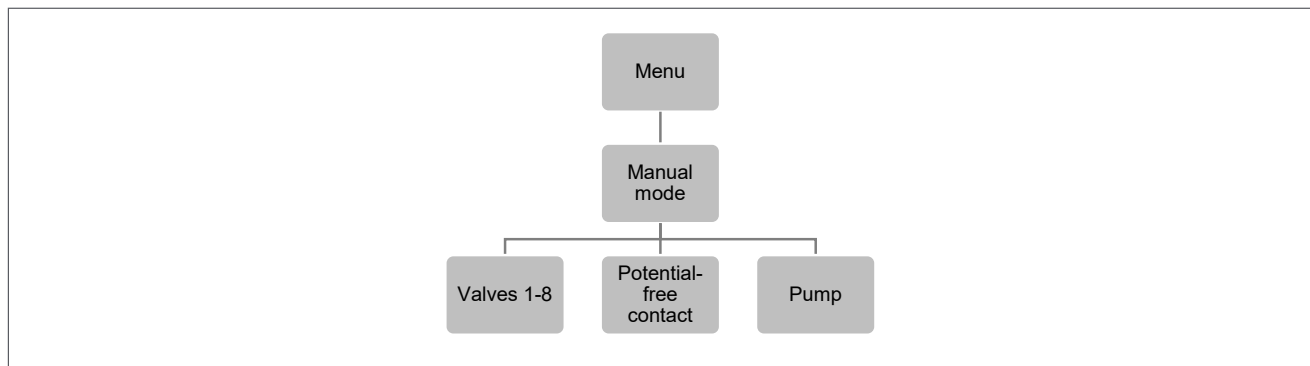 Menu
Manual
mode
Valves 1-8
Potential-
free
contact
Pump